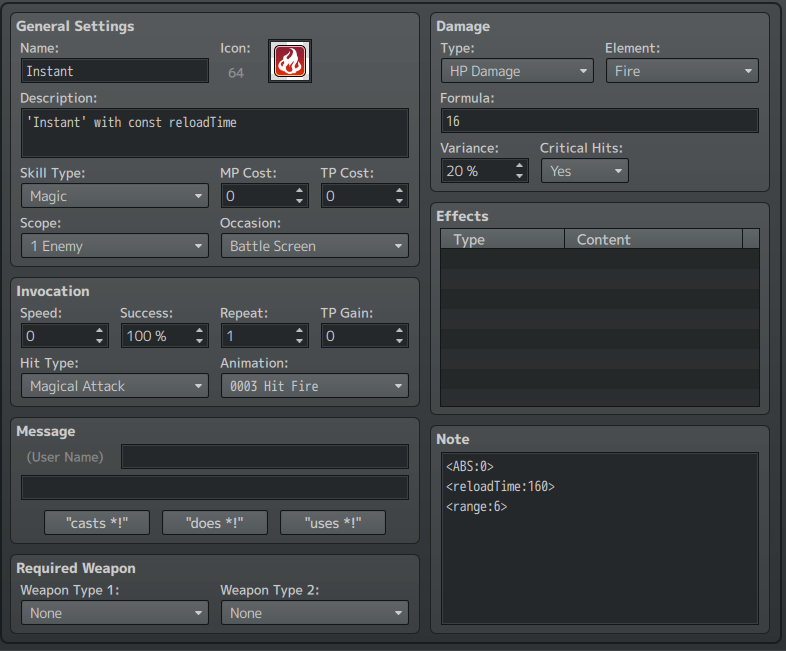 General Settings
Name:
Icon:
Instant
64
Description:
'Instant' with const reloadTime
Skill Type:
MP Cost:
TP Cost:
Magic
0
0
Scope:
Occasion:
1 Enemy
Battle Screen
Invocation
Speed:
Success:
Repeat:
TP Gain:
0
100 %
1
0
Hit Type:
Animation:
Magical Attack
0003 Hit Fire
Message
(User Name)
"casts *!"
"does *!"
"uses *!"
Required Weapon
Weapon Type 1:
Weapon Type 2:
None
None
Damage
Type:
Element:
HP Damage
Fire
Formula:
16
Variance:
Critical Hits:
20 %
Yes
Effects
Type
Content
Note
<ABS:0>
<reloadTime:160>
<range:6>